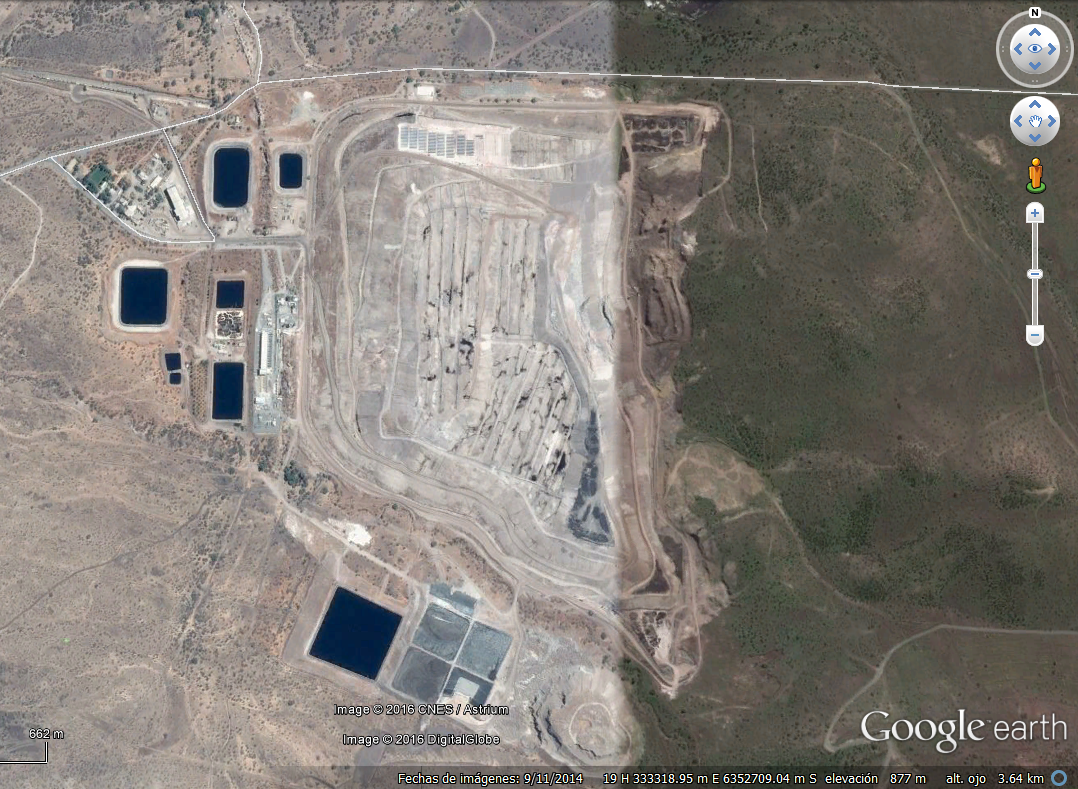 N
662 m
Image © 2016 CNES / Astrium
Image © 2016 DigitalGlobe
Google earth
Fechas de imágenes: 9/11/2014 19 H 333318.95 m E 6352709.04 m S elevación 877 m alt. ojo 3.64 km